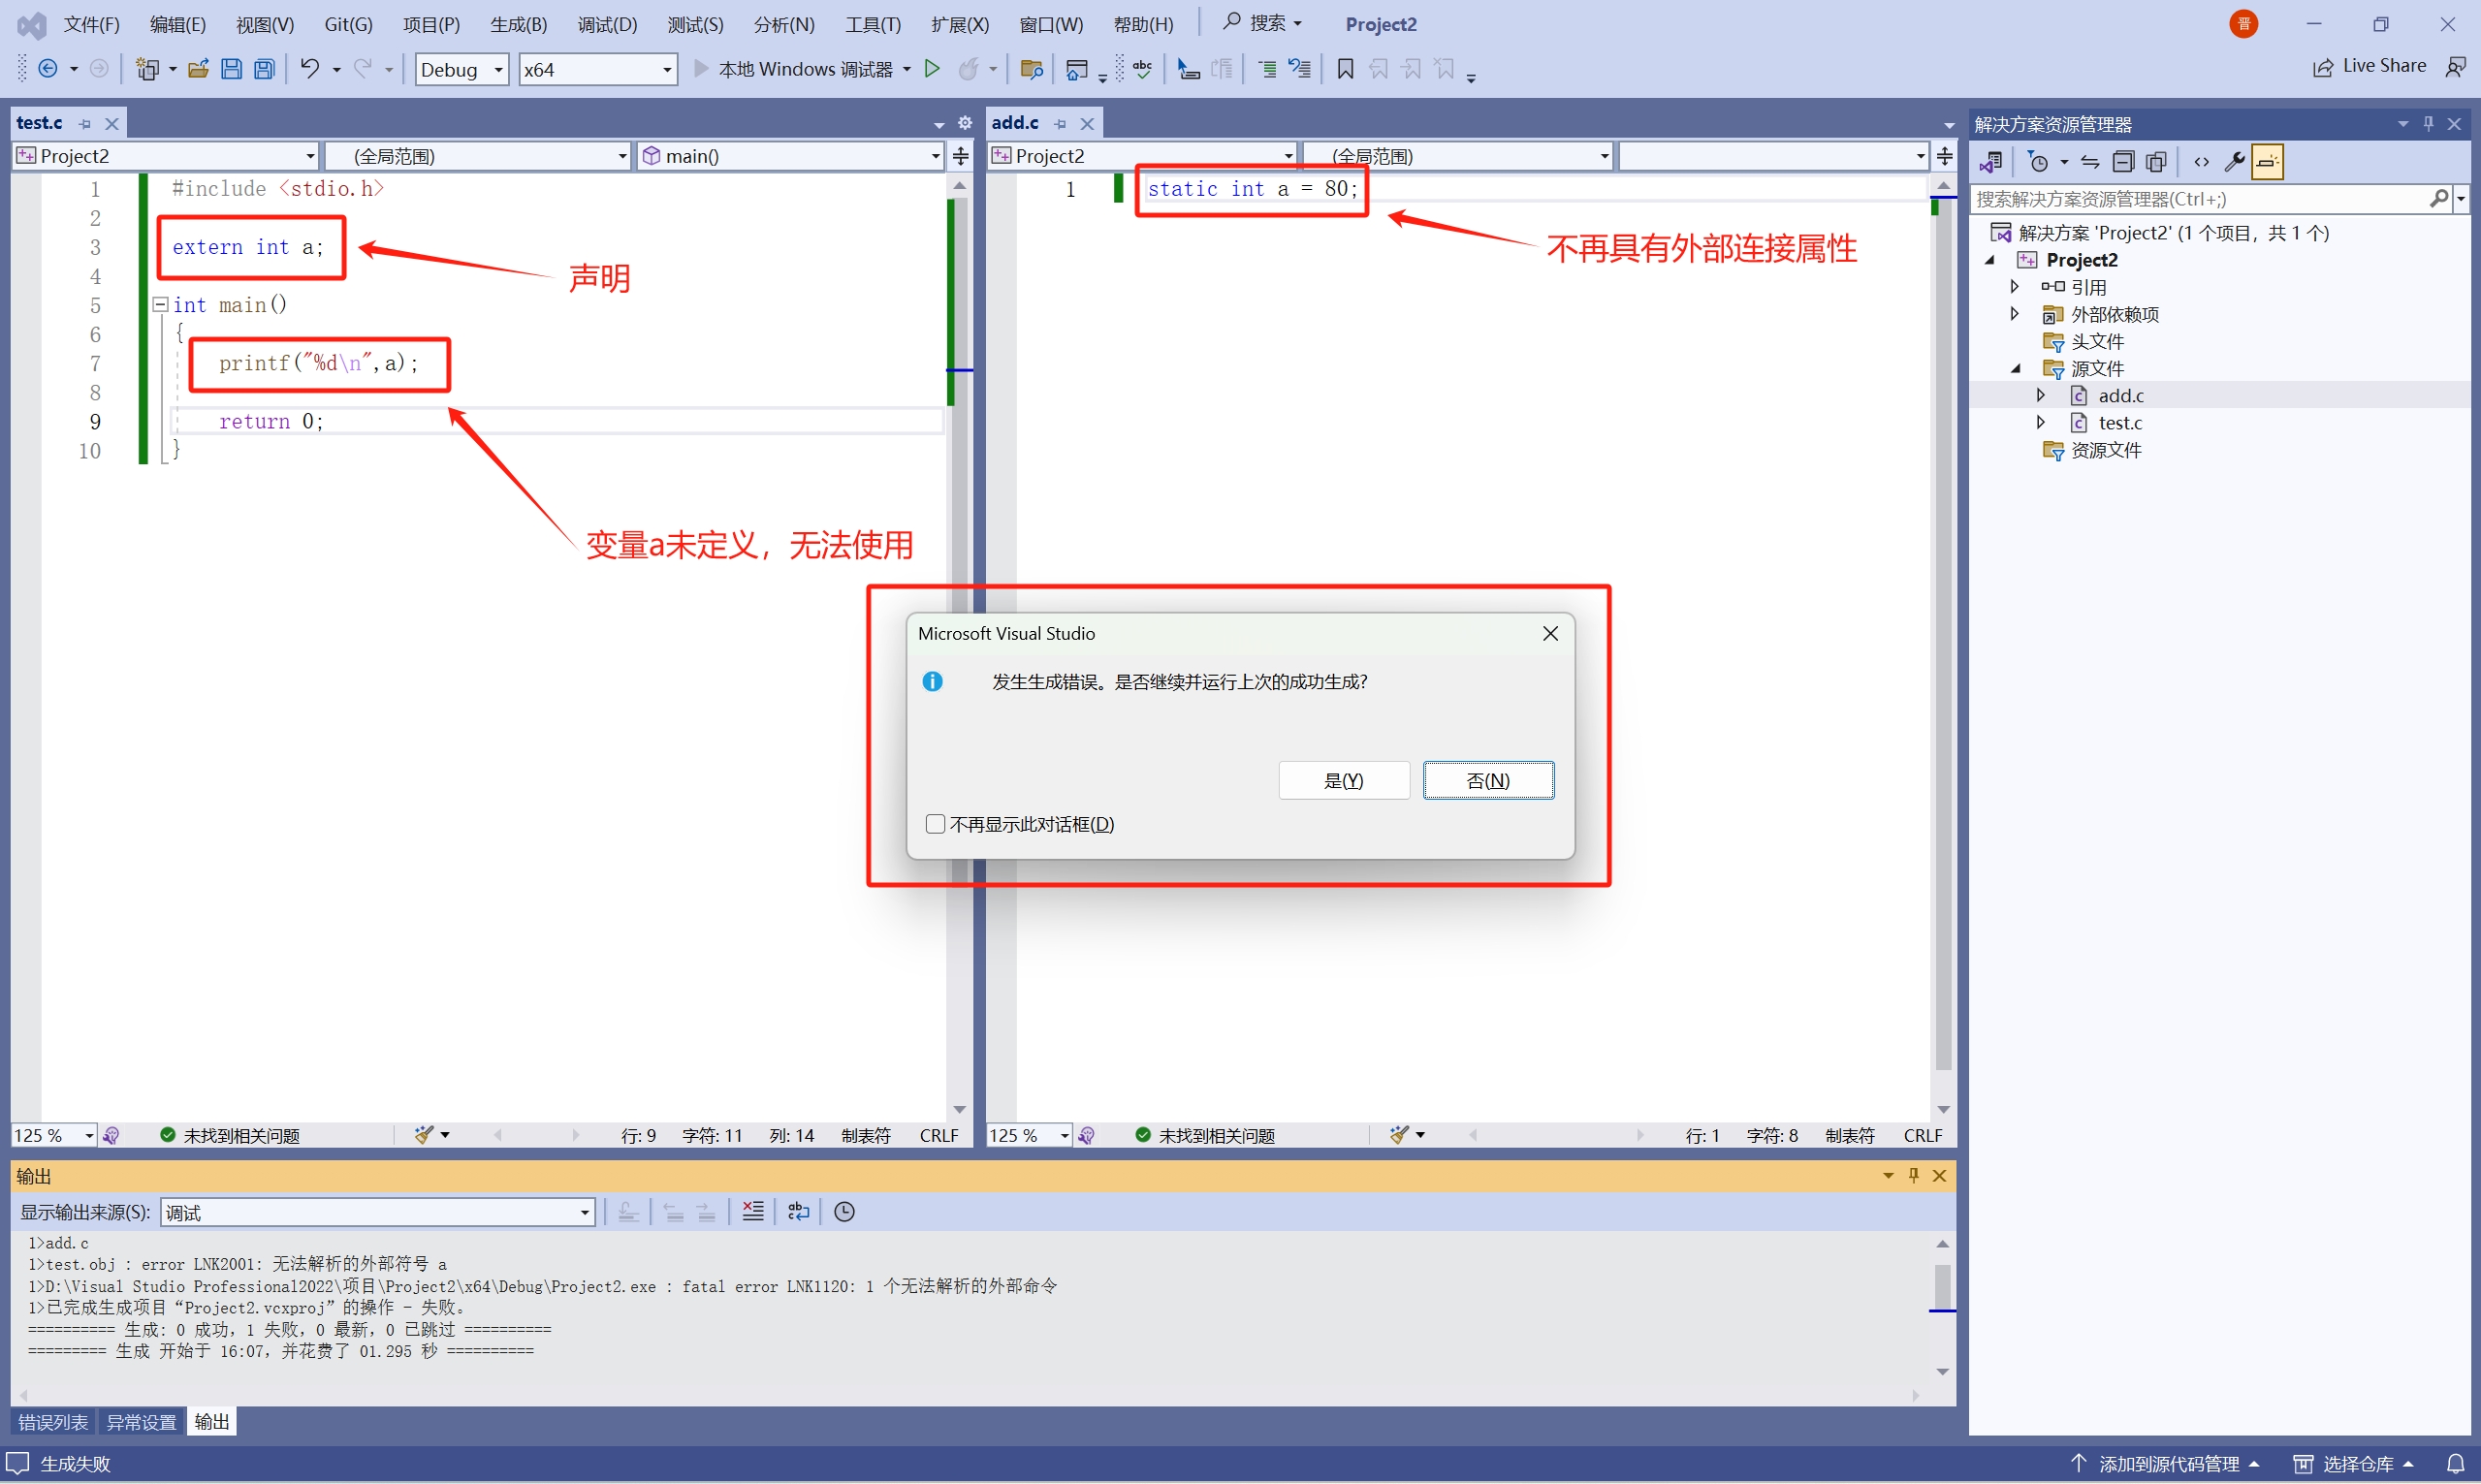 文件(F) 编辑(E) 视图(V) Git(G) 项目(P) 生成(B) 调试(D) 测试(S) 分析(N) 工具(T) 扩展(X) 窗口(W) 帮助(H) 搜索 Project2 晋
Debug x64 本地 Windows 调试器 Live Share
test.c
Project2 (全局范围) main()
1 #include <stdio.h>
2
3 extern int a;
声明
4
5 int main()
6 {
7 printf("%d\n",a);
8
9 return 0;
10 }
变量a未定义，无法使用
125 % 未找到相关问题 行: 9 字符: 11 列: 14 制表符 CRLF
add.c
Project2 (全局范围)
1 static int a = 80;
不再具有外部连接属性
125 % 未找到相关问题 行: 1 字符: 8 制表符 CRLF
Microsoft Visual Studio
发生生成错误。是否继续并运行上次的成功生成?
是(Y) 否(N)
不再显示此对话框(D)
解决方案资源管理器
搜索解决方案资源管理器(Ctrl+;)
解决方案 'Project2' (1 个项目，共 1 个)
Project2
引用
外部依赖项
头文件
源文件
add.c
test.c
资源文件
输出
显示输出来源(S): 调试
1>add.c
1>test.obj : error LNK2001: 无法解析的外部符号 a
1>D:\Visual Studio Professional2022\项目\Project2\x64\Debug\Project2.exe : fatal error LNK1120: 1 个无法解析的外部命令
1>已完成生成项目“Project2.vcxproj”的操作 - 失败。
========== 生成: 0 成功，1 失败，0 最新，0 已跳过 ==========
========= 生成 开始于 16:07，并花费了 01.295 秒 ==========
错误列表 异常设置 输出
生成失败 添加到源代码管理 选择仓库